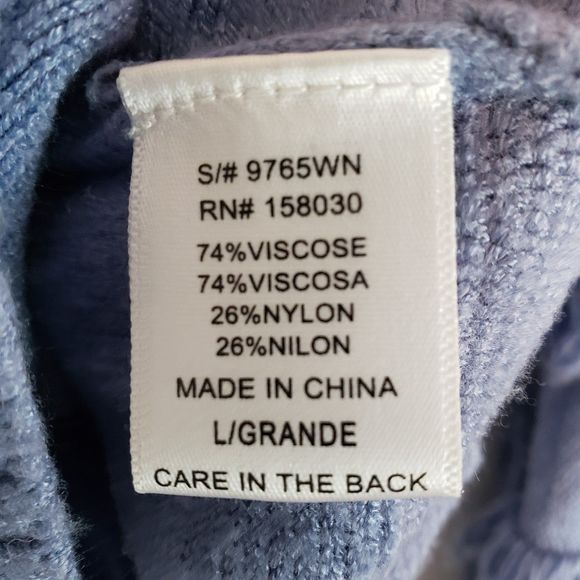 S/# 9765WN
RN# 158030
74%VISCOSE
74%VISCOSA
26%NYLON
26%NILON
MADE IN CHINA
L/GRANDE
CARE IN THE BACK